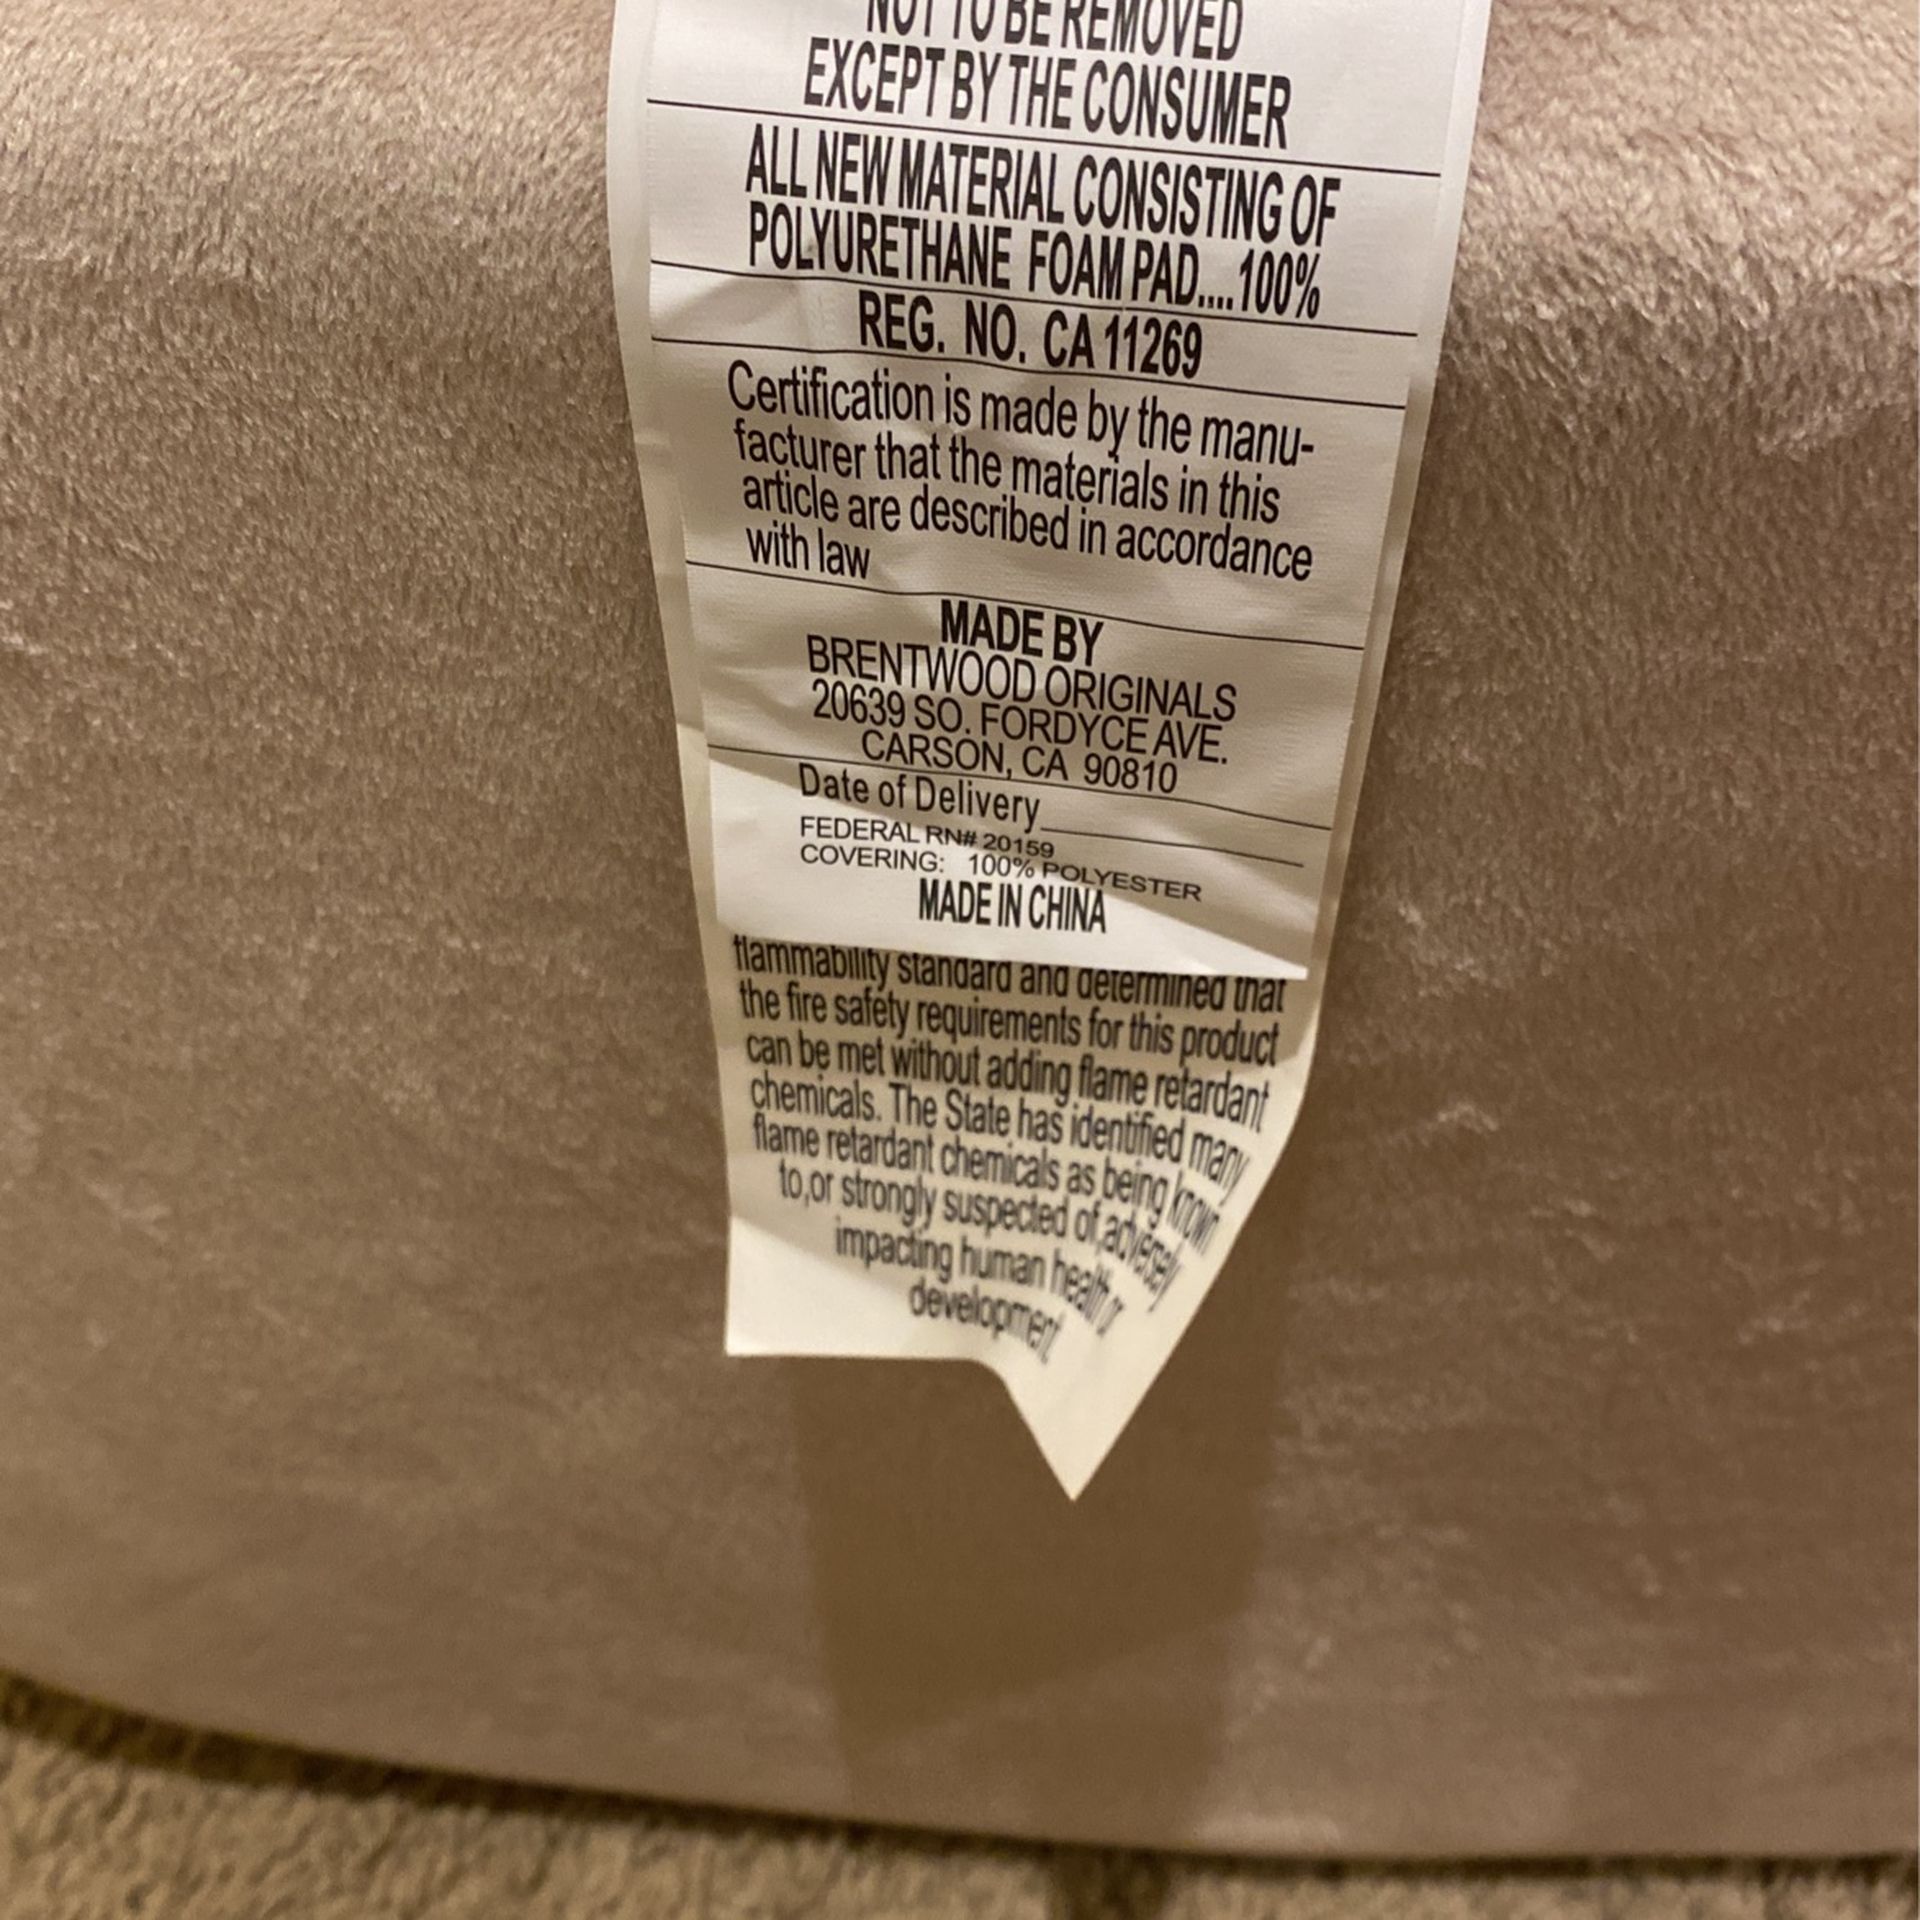 NOT TO BE REMOVED
EXCEPT BY THE CONSUMER
ALL NEW MATERIAL CONSISTING OF
POLYURETHANE FOAM PAD....100%
REG. NO. CA 11269
Certification is made by the manu-
facturer that the materials in this
article are described in accordance
with law
MADE BY
BRENTWOOD ORIGINALS
20639 SO. FORDYCE AVE.
CARSON, CA 90810
Date of Delivery
FEDERAL RN# 20159
COVERING: 100% POLYESTER
MADE IN CHINA
flammability standard and determined that
the fire safety requirements for this product
can be met without adding flame retardant
chemicals. The State has identified many
flame retardant chemicals as being known
to,or strongly suspected of,adversely
impacting human health or
development